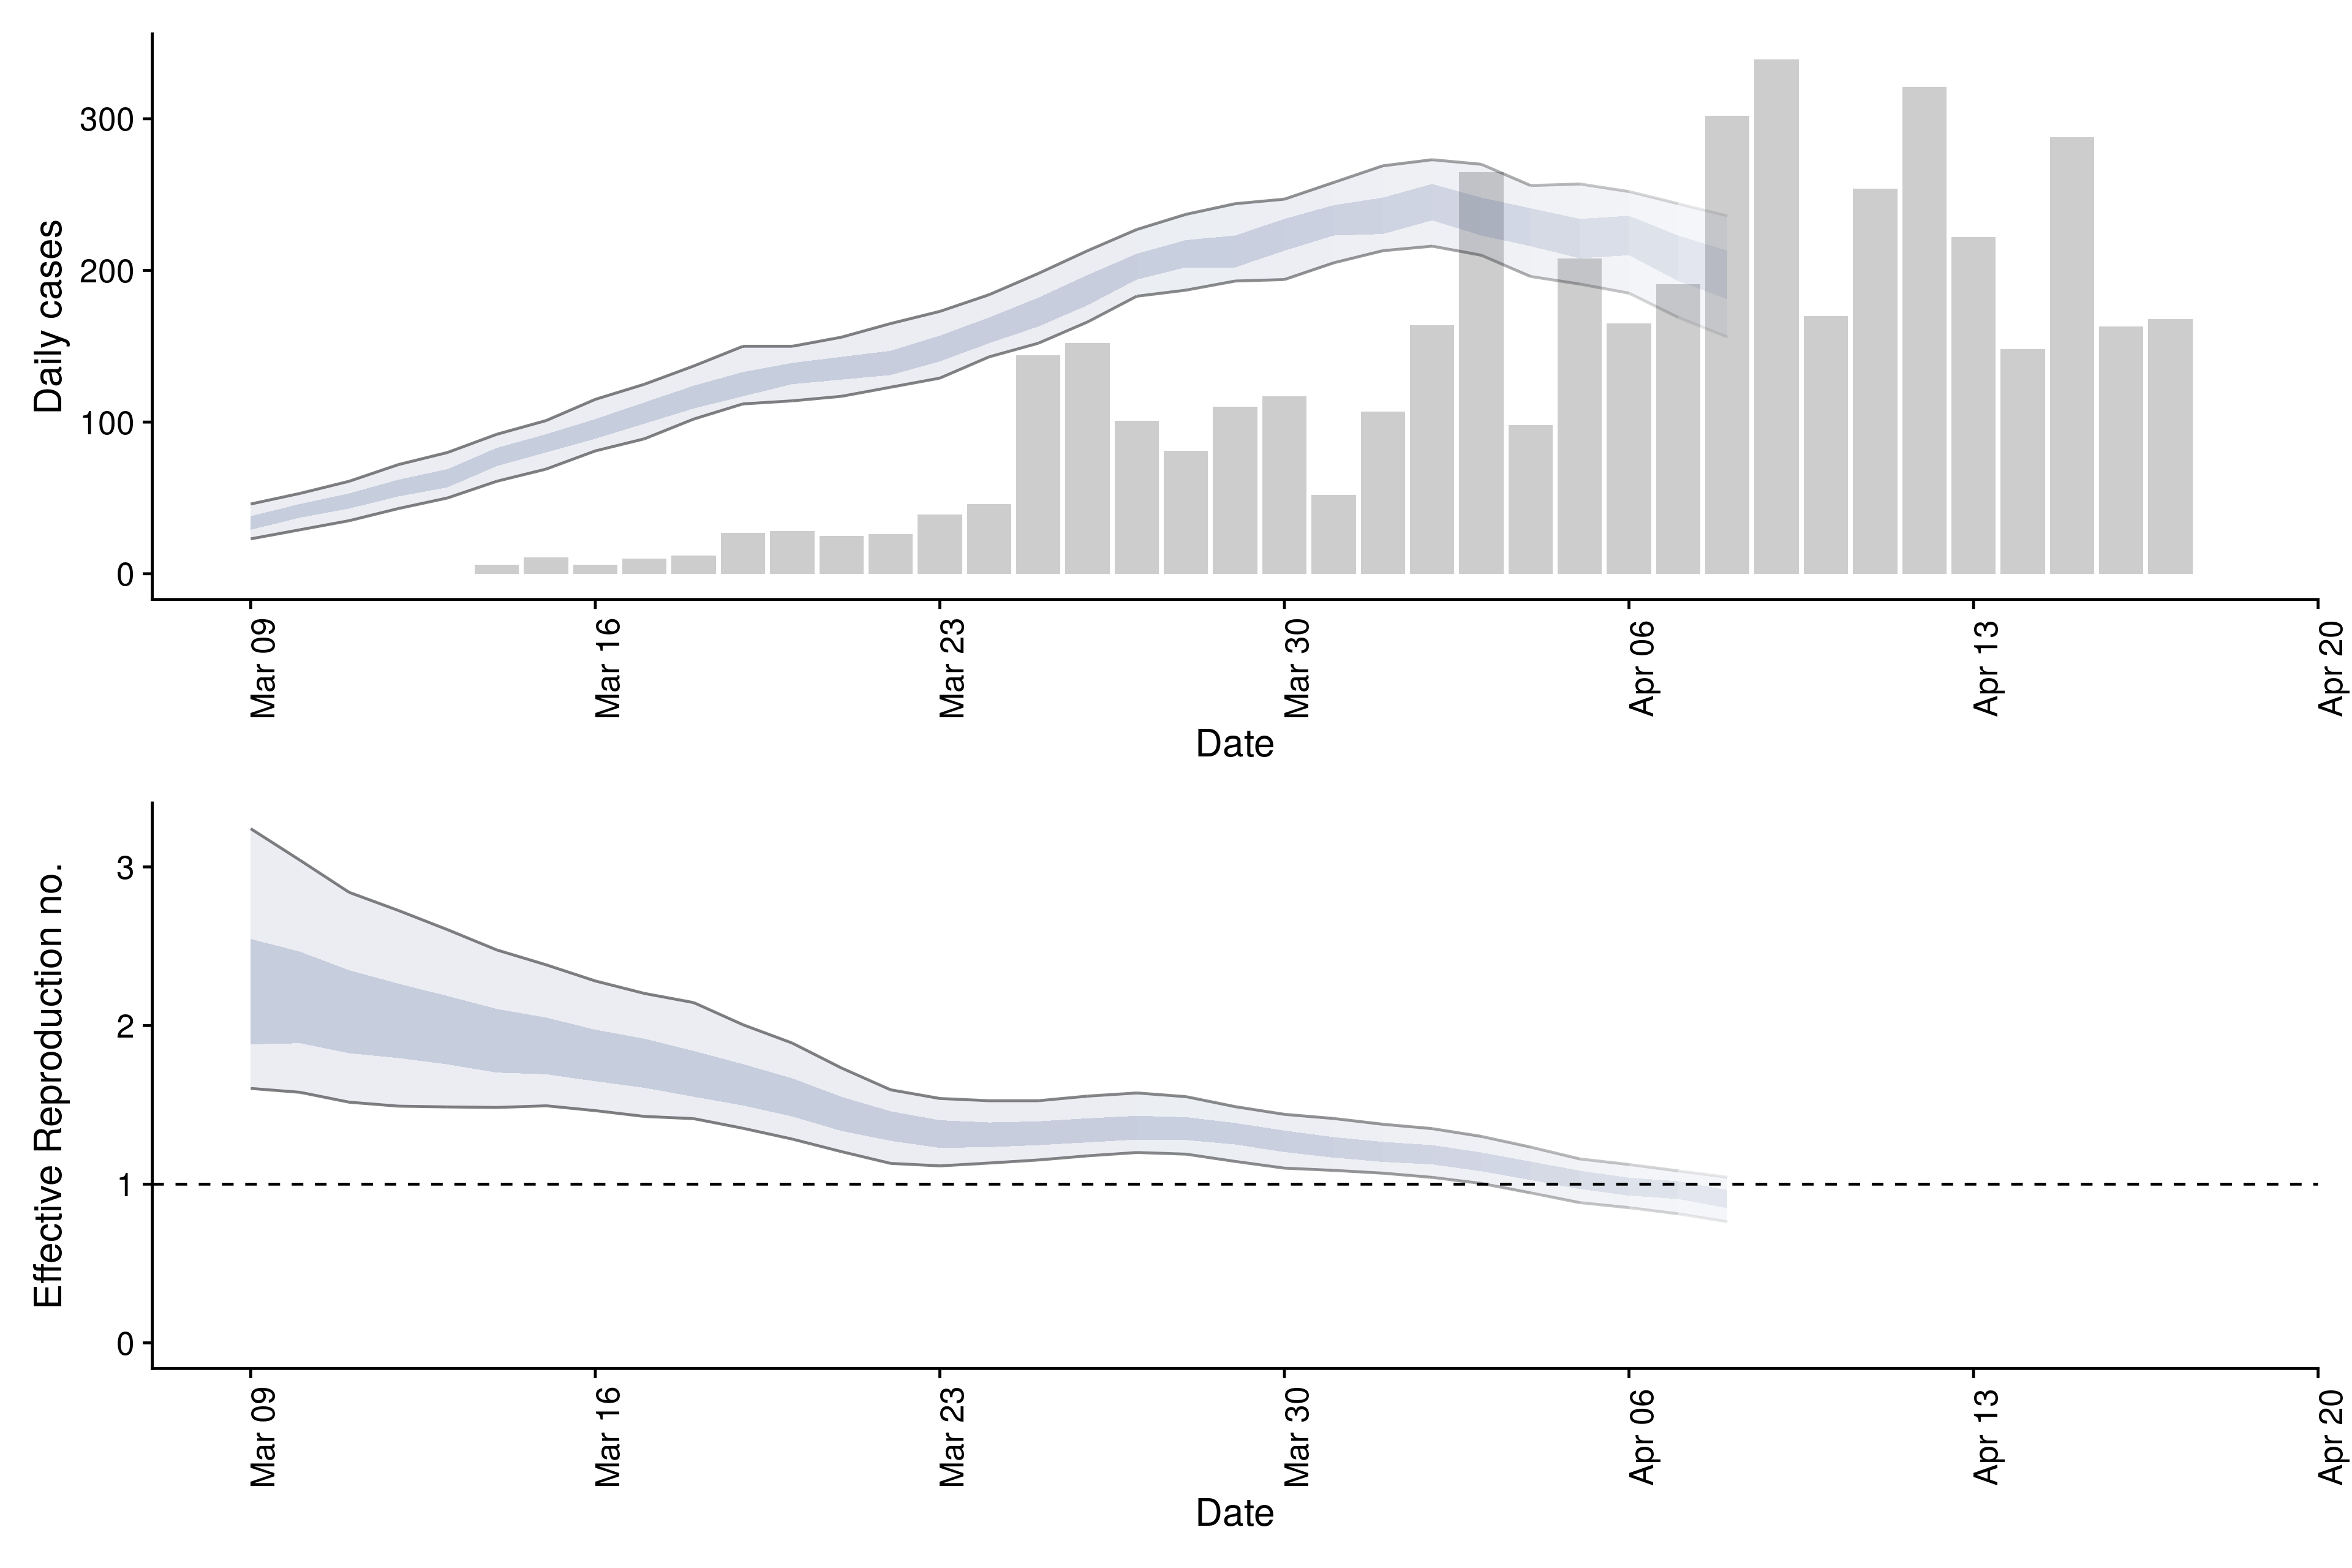 Daily cases
300
200
100
0
Mar 09
Mar 16
Mar 23
Mar 30
Apr 06
Apr 13
Apr 20
Date
Effective Reproduction no.
3
2
1
0
Mar 09
Mar 16
Mar 23
Mar 30
Apr 06
Apr 13
Apr 20
Date